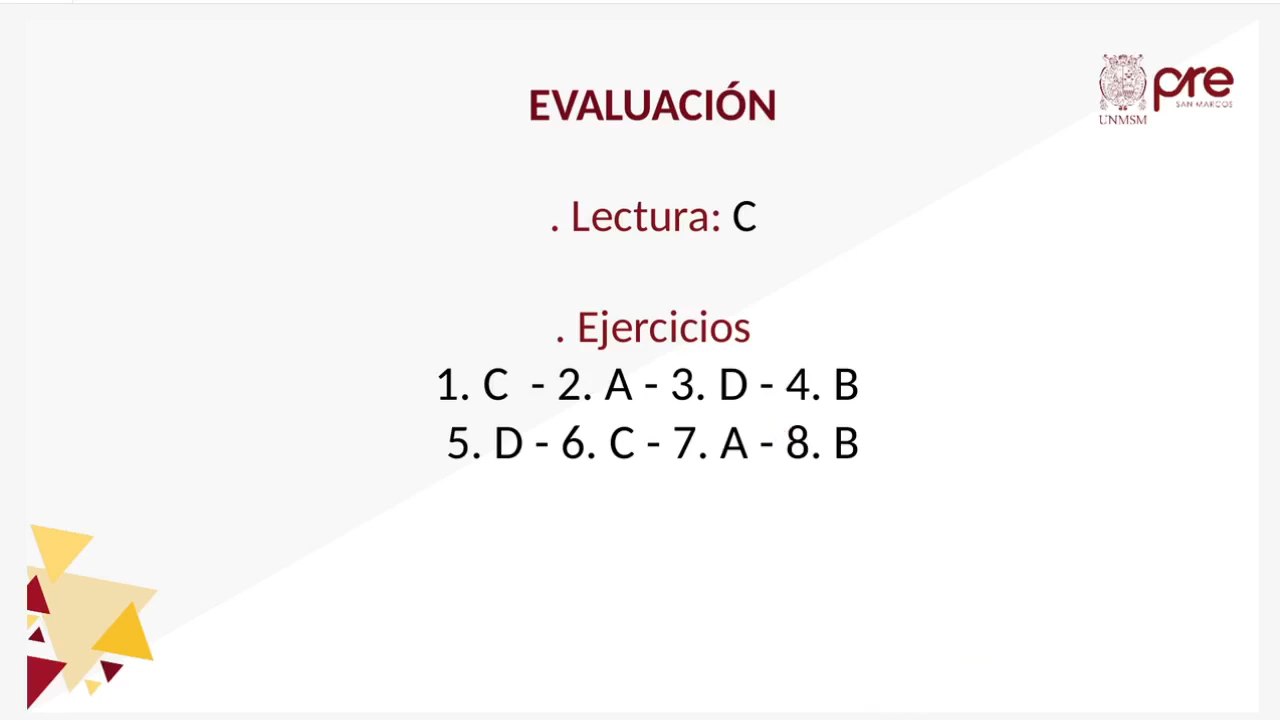 EVALUACIÓN
pre
SAN MARCOS
UNMSM
. Lectura: C
. Ejercicios
1. C - 2. A - 3. D - 4. B
5. D - 6. C - 7. A - 8. B